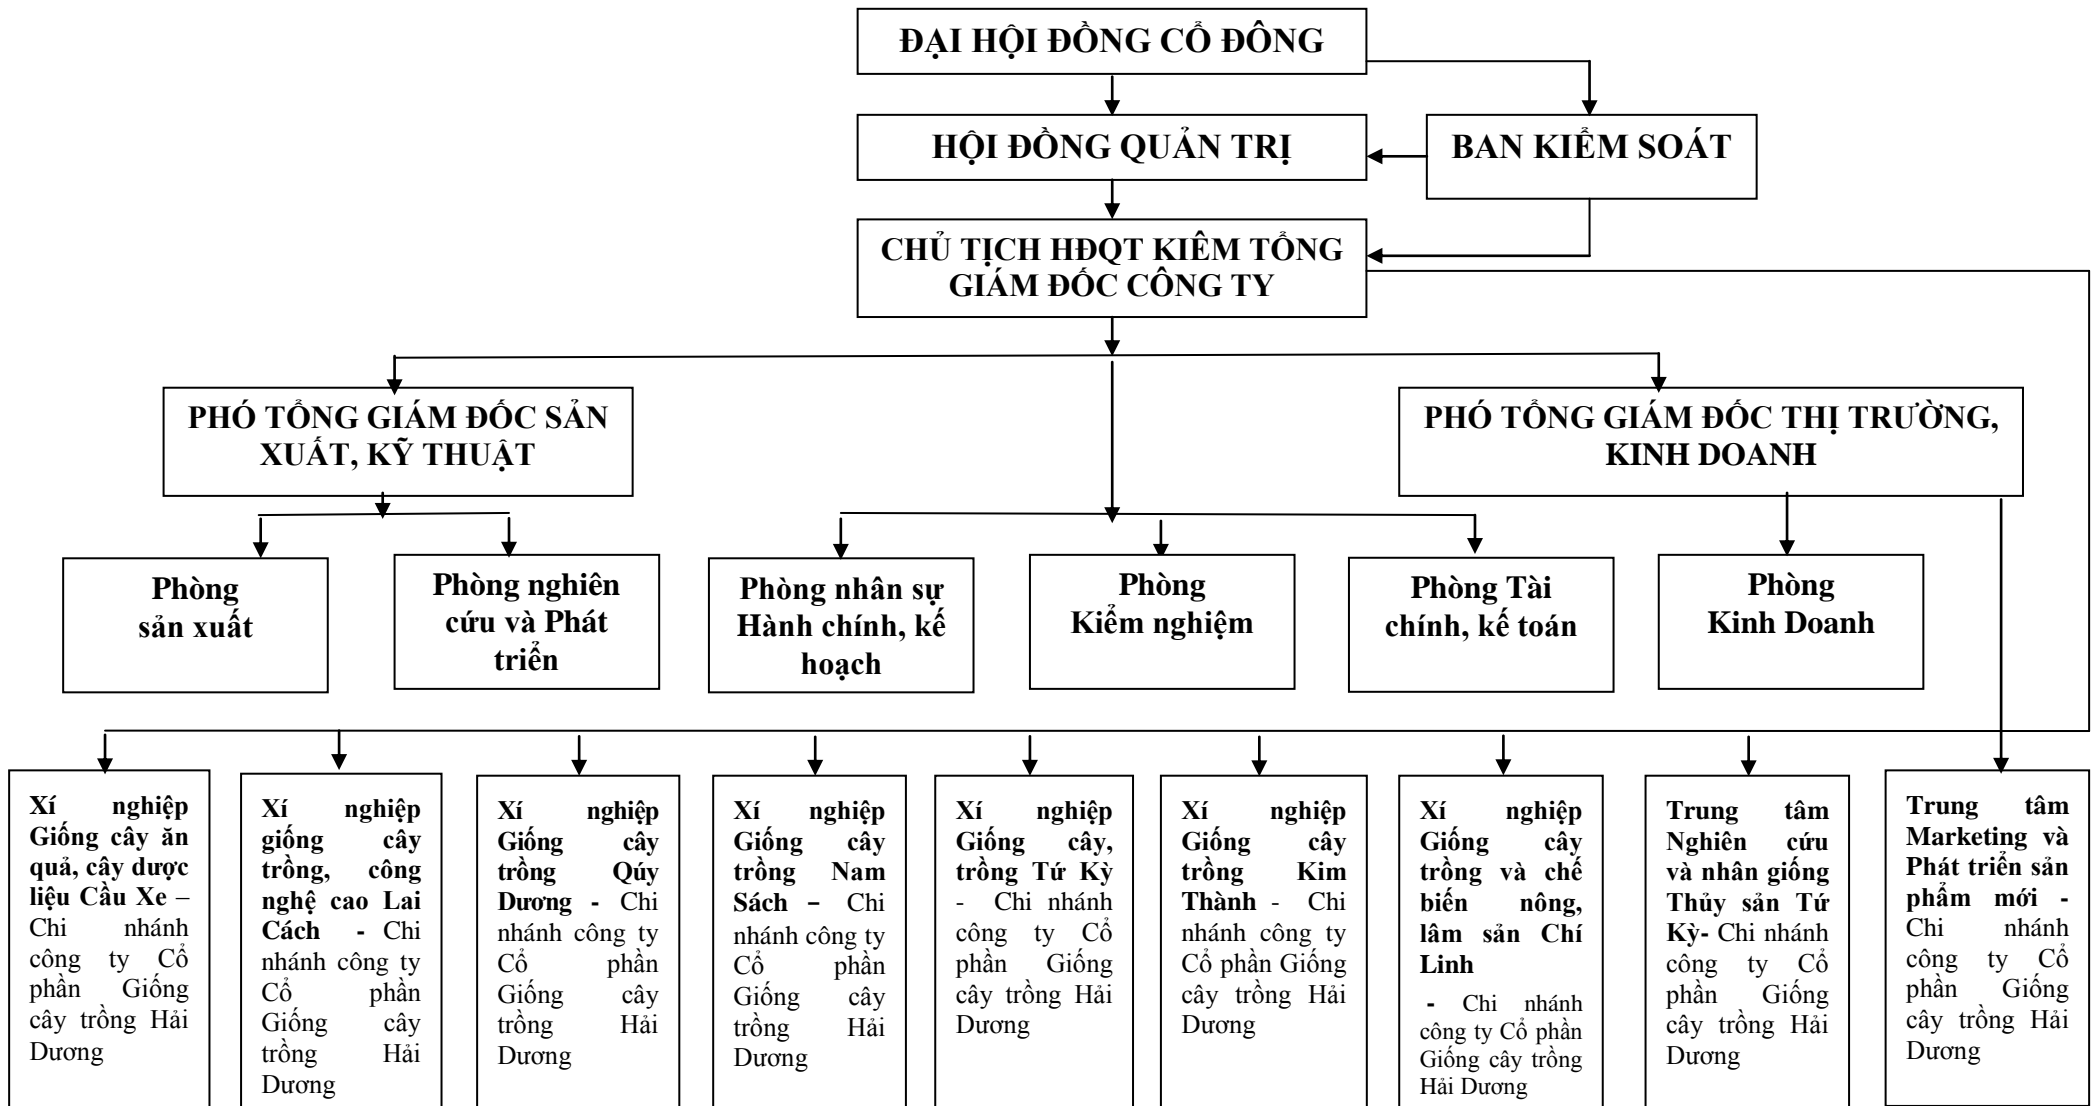 ĐẠI HỘI ĐỒNG CỔ ĐÔNG
HỘI ĐỒNG QUẢN TRỊ
BAN KIỂM SOÁT
CHỦ TỊCH HĐQT KIÊM TỔNG
GIÁM ĐỐC CÔNG TY
PHÓ TỔNG GIÁM ĐỐC SẢN
XUẤT, KỸ THUẬT
PHÓ TỔNG GIÁM ĐỐC THỊ TRƯỜNG,
KINH DOANH
Phòng
sản xuất
Phòng nghiên
cứu và Phát
triển
Phòng nhân sự
Hành chính, kế
hoạch
Phòng
Kiểm nghiệm
Phòng Tài
chính, kế toán
Phòng
Kinh Doanh
Xí nghiệp
Giống cây ăn
quả, cây dược
liệu Cầu Xe –
Chi nhánh
công ty Cổ
phần Giống
cây trồng Hải
Dương
Xí nghiệp
giống cây
trồng, công
nghệ cao Lai
Cách - Chi
nhánh công ty
Cổ phần
Giống cây
trồng Hải
Dương
Xí nghiệp
Giống cây
trồng Qúy
Dương - Chi
nhánh công ty
Cổ phần
Giống cây
trồng Hải
Dương
Xí nghiệp
Giống cây
trồng Nam
Sách – Chi
nhánh công ty
Cổ phần
Giống cây
trồng Hải
Dương
Xí nghiệp
Giống cây,
trồng Tứ Kỳ
- Chi nhánh
công ty Cổ
phần Giống
cây trồng Hải
Dương
Xí nghiệp
Giống cây
trồng Kim
Thành - Chi
nhánh công ty
Cổ phần Giống
cây trồng Hải
Dương
Xí nghiệp
Giống cây
trồng và chế
biến nông,
lâm sản Chí
Linh
- Chi nhánh
công ty Cổ phần
Giống cây trồng
Hải Dương
Trung tâm
Nghiên cứu
và nhân giống
Thủy sản Tứ
Kỳ- Chi nhánh
công ty Cổ
phần Giống
cây trồng Hải
Dương
Trung tâm
Marketing và
Phát triển sản
phẩm mới -
Chi nhánh
công ty Cổ
phần Giống
cây trồng Hải
Dương